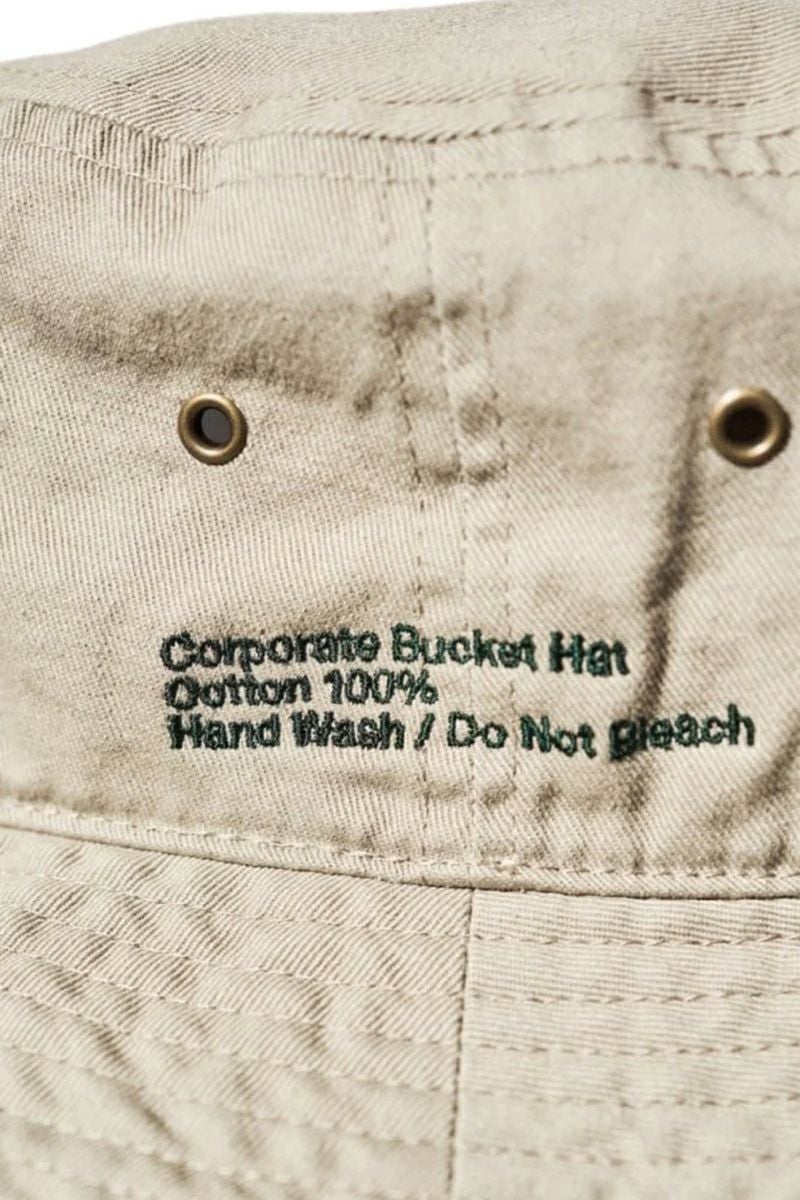 Corporate Bucket Hat
Cotton 100%
Hand Wash / Do Not Bleach